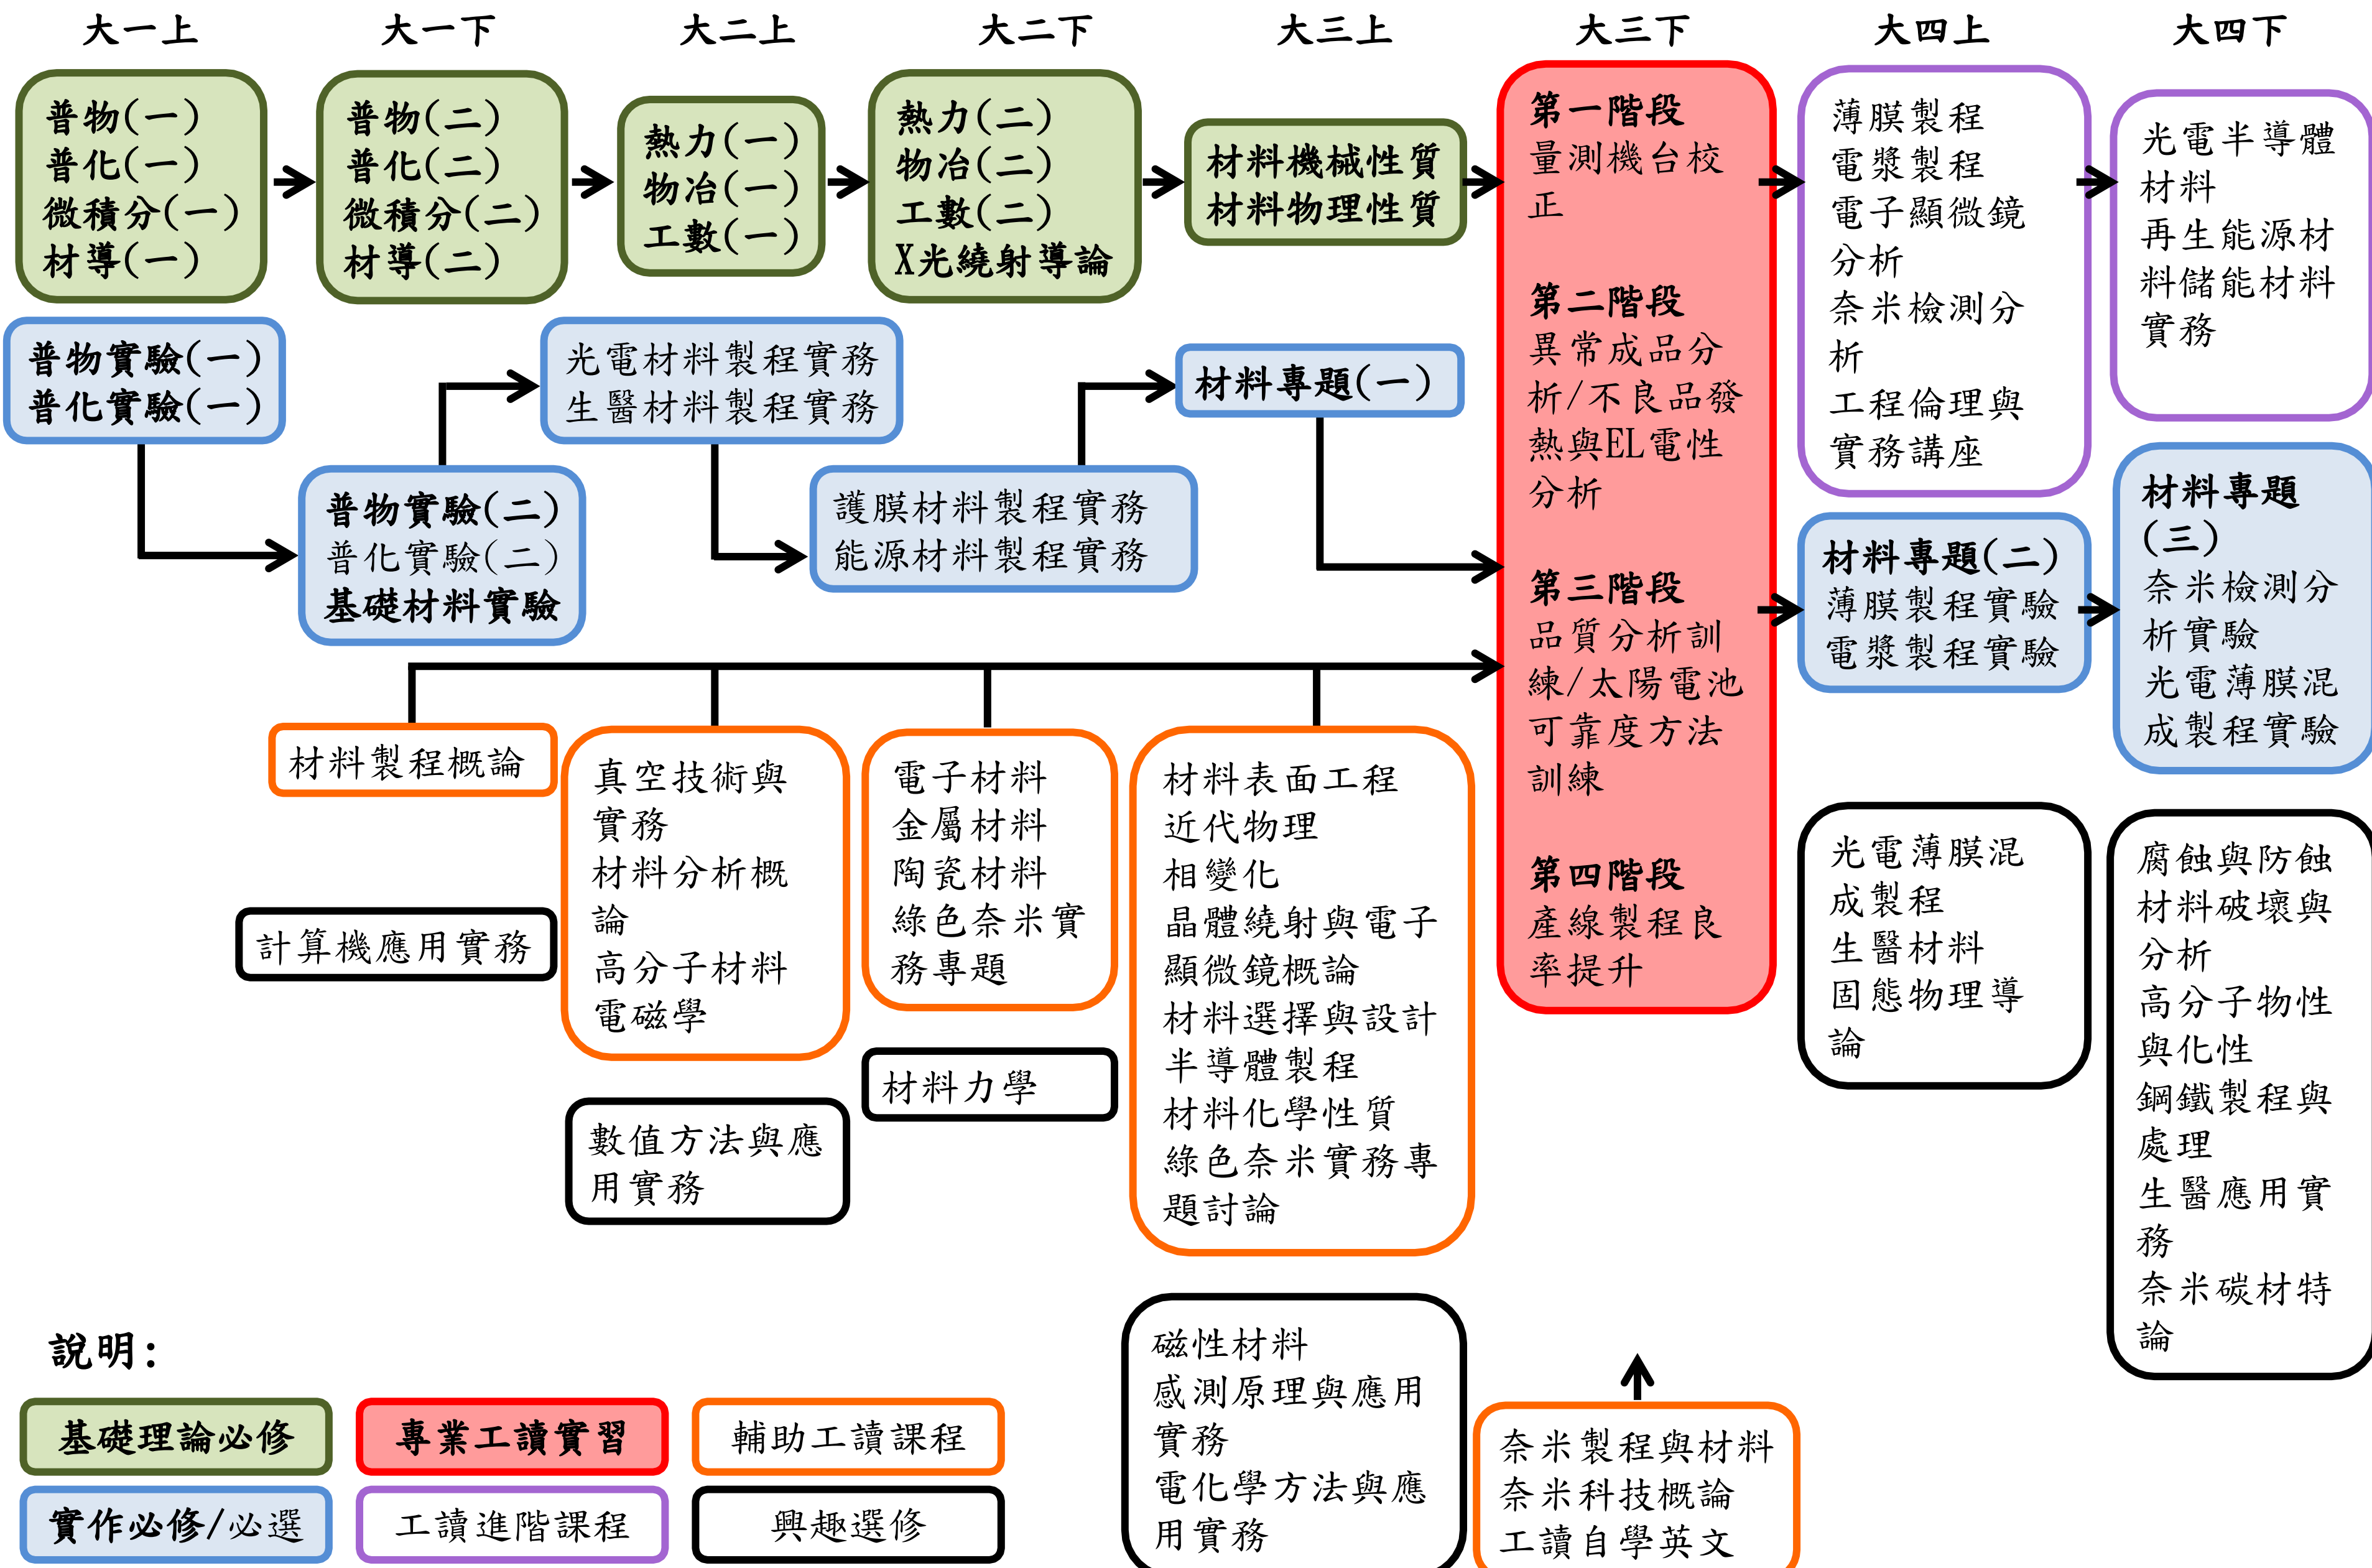 大一上
大一下
大二上
大二下
大三上
大三下
大四上
大四下
普物(一)
普化(一)
微積分(一)
材導(一)
普物(二)
普化(二)
微積分(二)
材導(二)
熱力(一)
物冶(一)
工數(一)
熱力(二)
物冶(二)
工數(二)
X光繞射導論
材料機械性質
材料物理性質
第一階段
量測機台校
正
第二階段
異常成品分
析/不良品發
熱與EL電性
分析
第三階段
品質分析訓
練/太陽電池
可靠度方法
訓練
第四階段
產線製程良
率提升
薄膜製程
電漿製程
電子顯微鏡
分析
奈米檢測分
析
工程倫理與
實務講座
光電半導體
材料
再生能源材
料儲能材料
實務
普物實驗(一)
普化實驗(一)
普物實驗(二)
普化實驗(二)
基礎材料實驗
光電材料製程實務
生醫材料製程實務
護膜材料製程實務
能源材料製程實務
材料專題(一)
材料專題(二)
薄膜製程實驗
電漿製程實驗
材料專題
(三)
奈米檢測分
析實驗
光電薄膜混
成製程實驗
材料製程概論
計算機應用實務
真空技術與
實務
材料分析概
論
高分子材料
電磁學
數值方法與應
用實務
電子材料
金屬材料
陶瓷材料
綠色奈米實
務專題
材料力學
材料表面工程
近代物理
相變化
晶體繞射與電子
顯微鏡概論
材料選擇與設計
半導體製程
材料化學性質
綠色奈米實務專
題討論
磁性材料
感測原理與應用
實務
電化學方法與應
用實務
奈米製程與材料
奈米科技概論
工讀自學英文
光電薄膜混
成製程
生醫材料
固態物理導
論
腐蝕與防蝕
材料破壞與
分析
高分子物性
與化性
鋼鐵製程與
處理
生醫應用實
務
奈米碳材特
論
說明:
基礎理論必修
專業工讀實習
輔助工讀課程
實作必修/必選
工讀進階課程
興趣選修